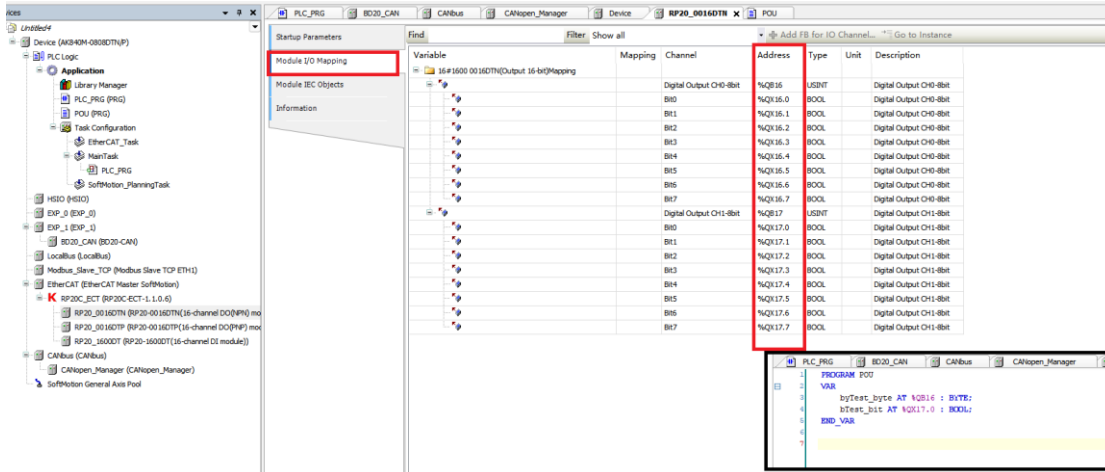 vices
Untitled4
Device (AK840M-0808DTN/P)
PLC Logic
Application
Library Manager
PLC_PRG (PRG)
POU (PRG)
Task Configuration
EtherCAT_Task
MainTask
PLC_PRG
SoftMotion_PlanningTask
HSIO (HSIO)
EXP_0 (EXP_0)
EXP_1 (EXP_1)
BD20_CAN (BD20-CAN)
LocalBus (LocalBus)
Modbus_Slave_TCP (Modbus Slave TCP ETH1)
EtherCAT (EtherCAT Master SoftMotion)
RP20C_ECT (RP20C-ECT-1.1.0.6)
RP20_0016DTN (RP20-0016DTN(16-channel DO(NPN) mo
RP20_0016DTP (RP20-0016DTP(16-channel DO(PNP) mod
RP20_1600DT (RP20-1600DT(16-channel DI module))
CANbus (CANbus)
CANopen_Manager (CANopen_Manager)
SoftMotion General Axis Pool
PLC_PRG BD20_CAN CANbus CANopen_Manager Device RP20_0016DTN X POU
Startup Parameters
Module I/O Mapping
Module IEC Objects
Information
Find Filter Show all Add FB for IO Channel... Go to Instance
Variable Mapping Channel Address Type Unit Description
16#1600 0016DTN(Output 16-bit)Mapping
Digital Output CH0-8bit %QB16 USINT Digital Output CH0-8bit
Bit0 %QX16.0 BOOL Digital Output CH0-8bit
Bit1 %QX16.1 BOOL Digital Output CH0-8bit
Bit2 %QX16.2 BOOL Digital Output CH0-8bit
Bit3 %QX16.3 BOOL Digital Output CH0-8bit
Bit4 %QX16.4 BOOL Digital Output CH0-8bit
Bit5 %QX16.5 BOOL Digital Output CH0-8bit
Bit6 %QX16.6 BOOL Digital Output CH0-8bit
Bit7 %QX16.7 BOOL Digital Output CH0-8bit
Digital Output CH1-8bit %QB17 USINT Digital Output CH1-8bit
Bit0 %QX17.0 BOOL Digital Output CH1-8bit
Bit1 %QX17.1 BOOL Digital Output CH1-8bit
Bit2 %QX17.2 BOOL Digital Output CH1-8bit
Bit3 %QX17.3 BOOL Digital Output CH1-8bit
Bit4 %QX17.4 BOOL Digital Output CH1-8bit
Bit5 %QX17.5 BOOL Digital Output CH1-8bit
Bit6 %QX17.6 BOOL Digital Output CH1-8bit
Bit7 %QX17.7 BOOL Digital Output CH1-8bit
PLC_PRG BD20_CAN CANbus CANopen_Manager
1 PROGRAM POU
2 VAR
3 byTest_byte AT %QB16 : BYTE;
4 bTest_bit AT %QX17.0 : BOOL;
5 END_VAR
6
7